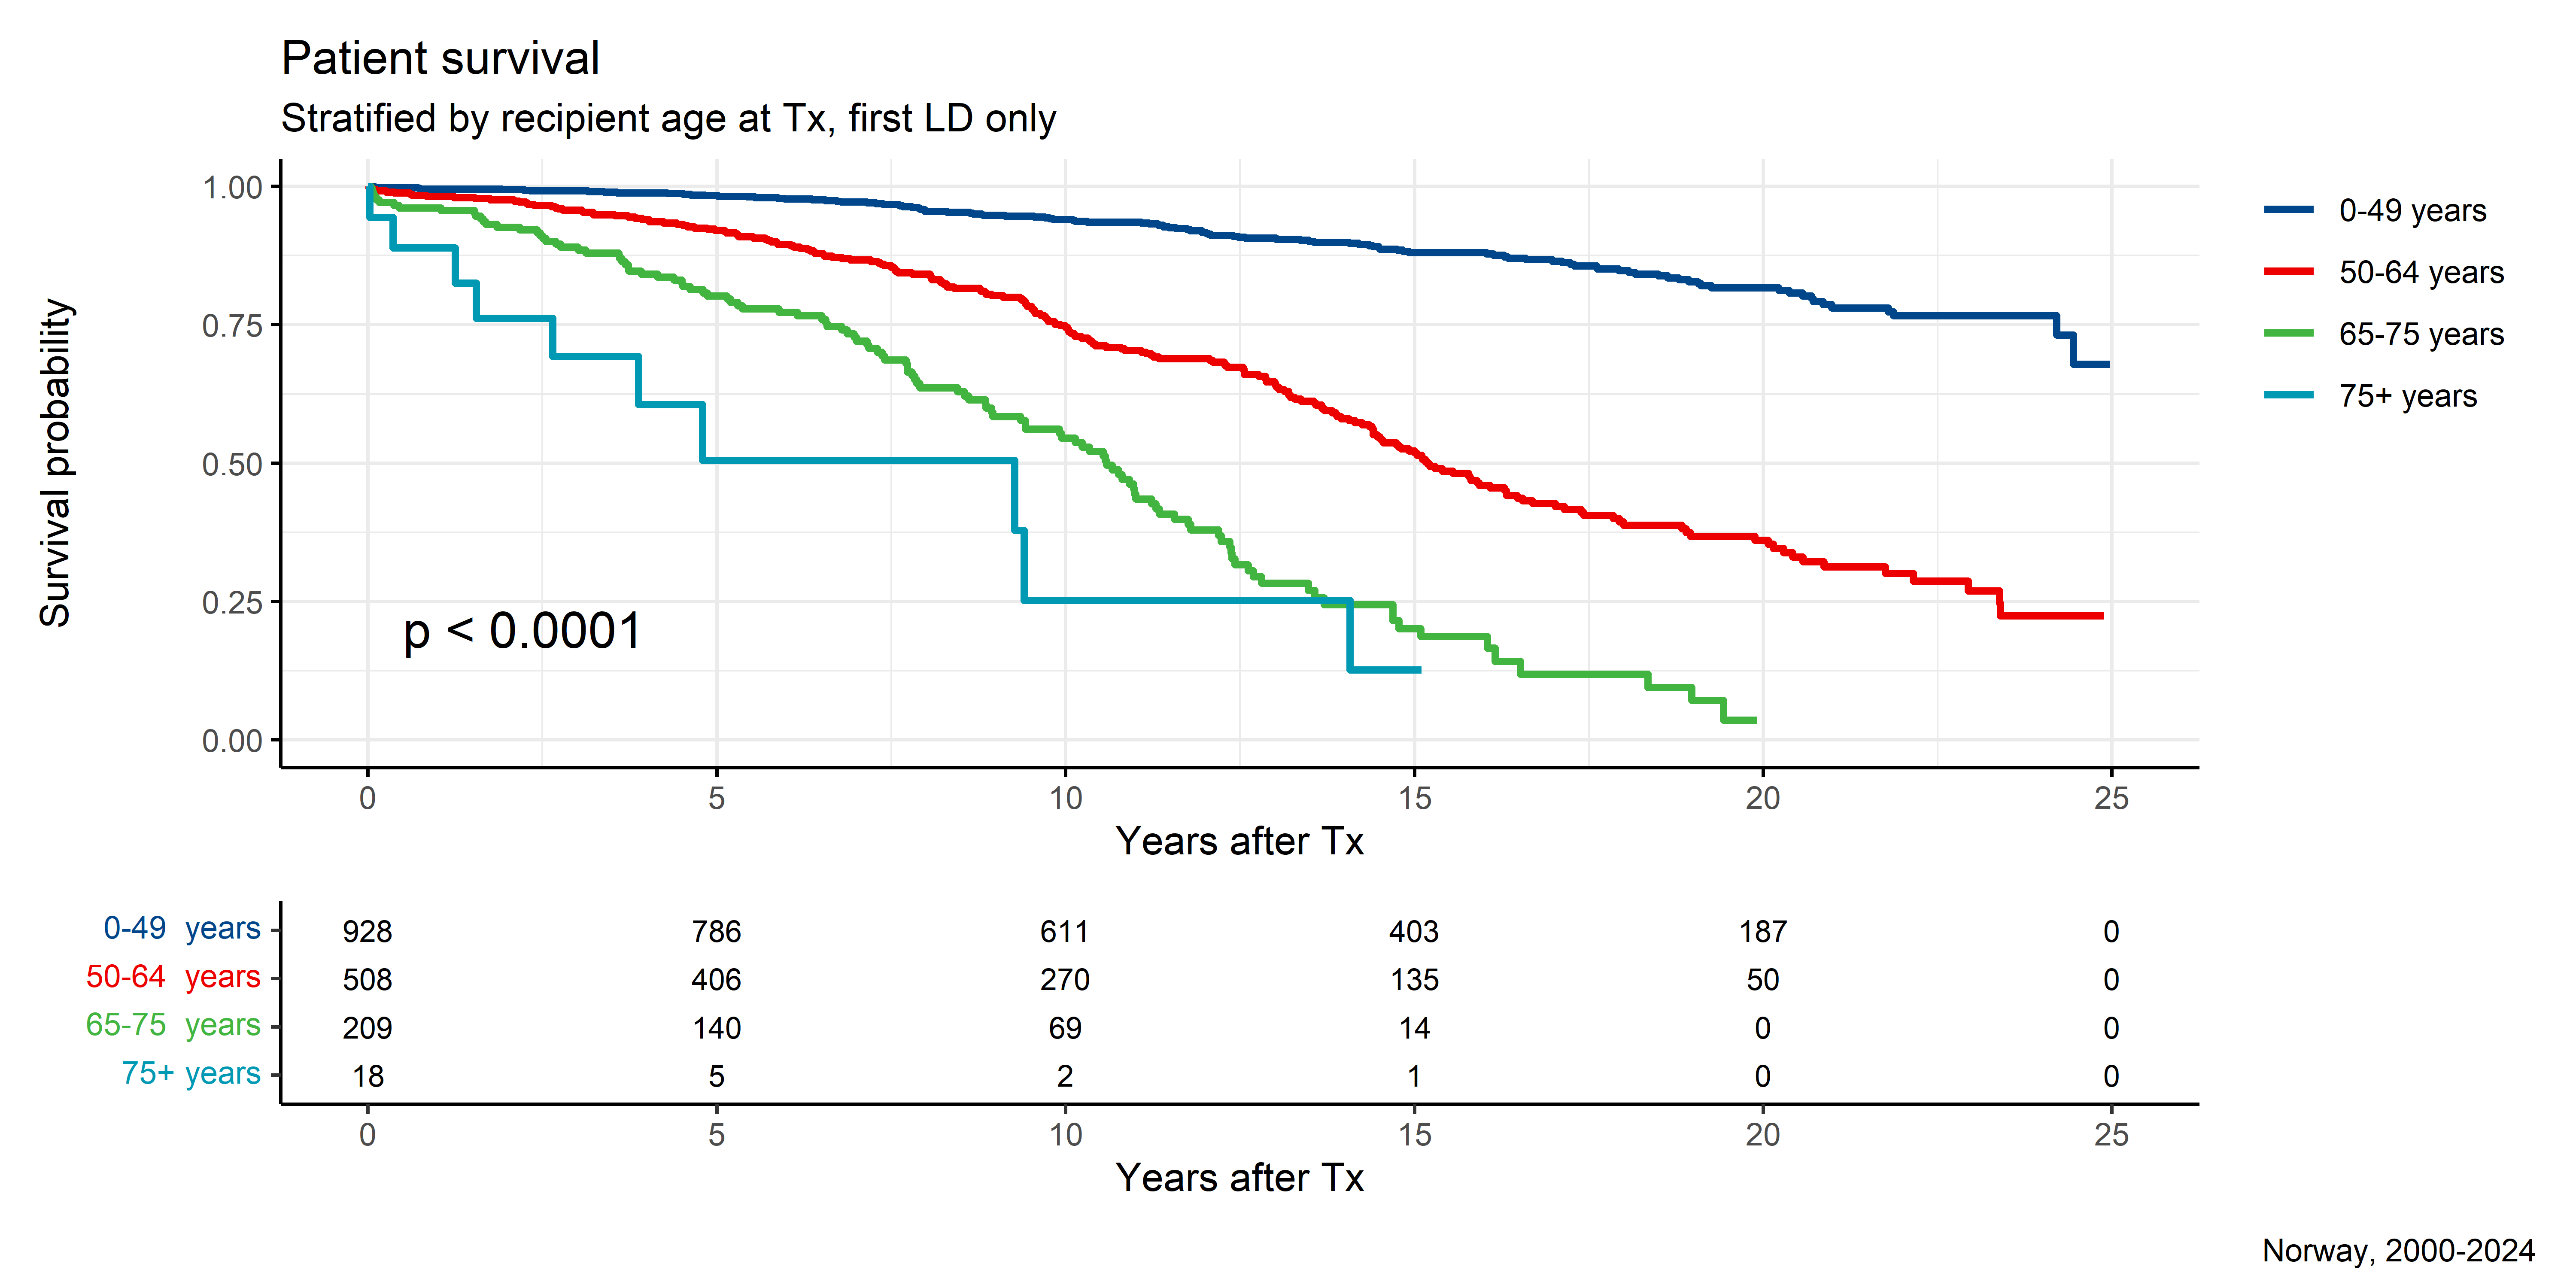 Patient survival
Stratified by recipient age at Tx, first LD only
Survival probability
1.00
0.75
0.50
0.25
0.00
p < 0.0001
0 5 10 15 20 25
Years after Tx
0-49 years
50-64 years
65-75 years
75+ years
0-49 years 928 786 611 403 187 0
50-64 years 508 406 270 135 50 0
65-75 years 209 140 69 14 0 0
75+ years 18 5 2 1 0 0
0 5 10 15 20 25
Years after Tx
Norway, 2000-2024